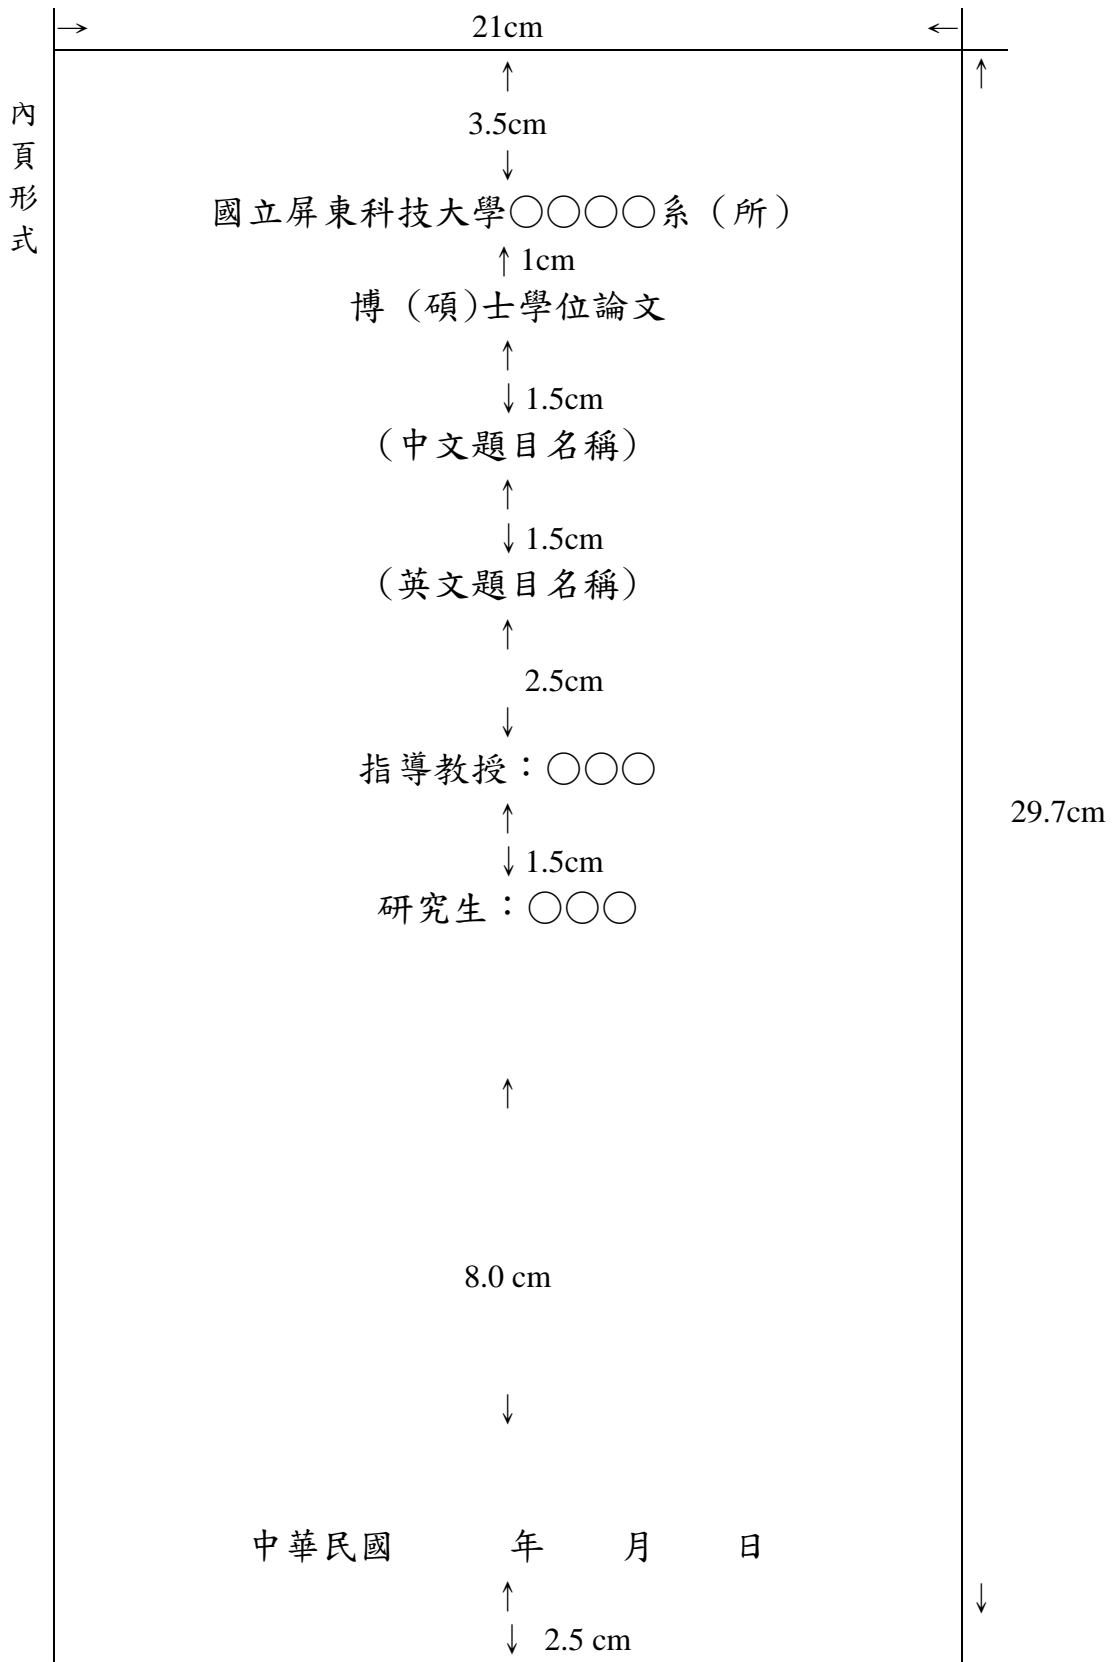 → 21cm ←
內頁形式
↑ ↑
3.5cm
↓
國立屏東科技大學○○○○系（所）
↑ 1cm
博（碩）士學位論文
↑
↓ 1.5cm
（中文題目名稱）
↑
↓ 1.5cm
（英文題目名稱）
↑
2.5cm
↓
指導教授：○○○
↑
29.7cm
↓ 1.5cm
研究生：○○○
↑
8.0 cm
↓
中華民國 年 月 日
↑ ↓
↓ 2.5 cm